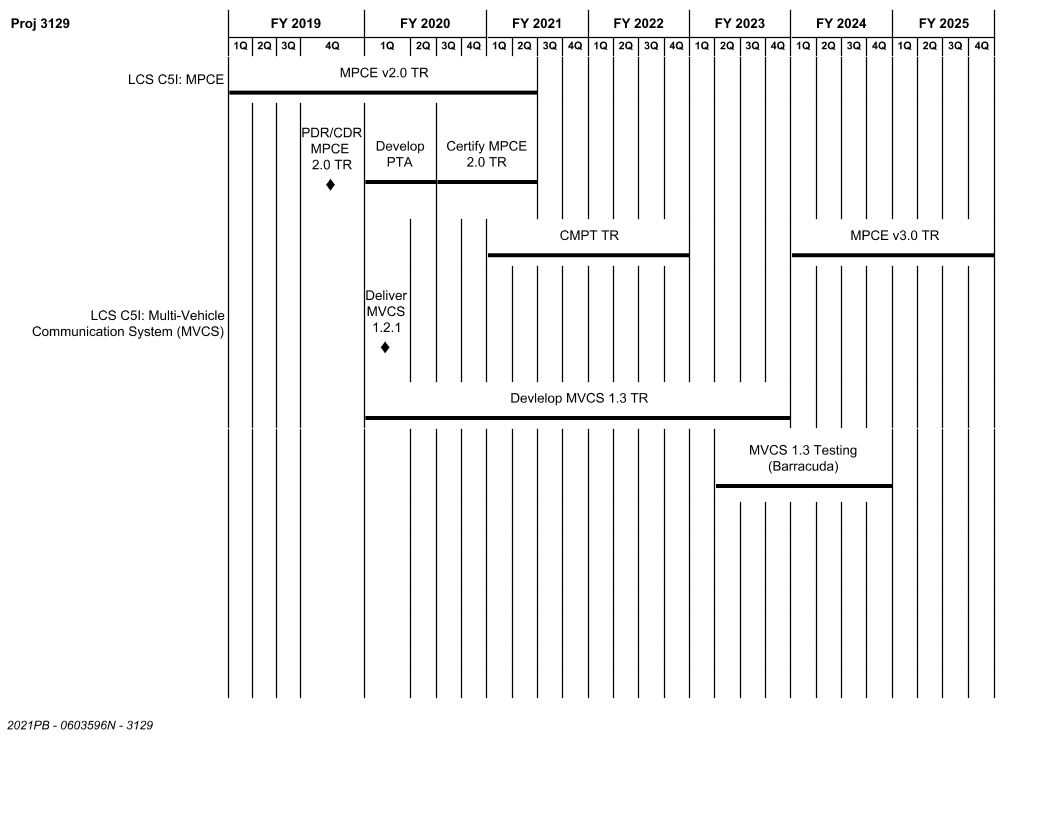 Proj 3129
FY 2019 FY 2020 FY 2021 FY 2022 FY 2023 FY 2024 FY 2025
1Q 2Q 3Q 4Q 1Q 2Q 3Q 4Q 1Q 2Q 3Q 4Q 1Q 2Q 3Q 4Q 1Q 2Q 3Q 4Q 1Q 2Q 3Q 4Q 1Q 2Q 3Q 4Q
LCS C5I: MPCE
MPCE v2.0 TR
PDR/CDR
MPCE
2.0 TR
Develop
PTA
Certify MPCE
2.0 TR
CMPT TR
MPCE v3.0 TR
LCS C5I: Multi-Vehicle
Communication System (MVCS)
Deliver
MVCS
1.2.1
Devlelop MVCS 1.3 TR
MVCS 1.3 Testing
(Barracuda)
2021PB - 0603596N - 3129